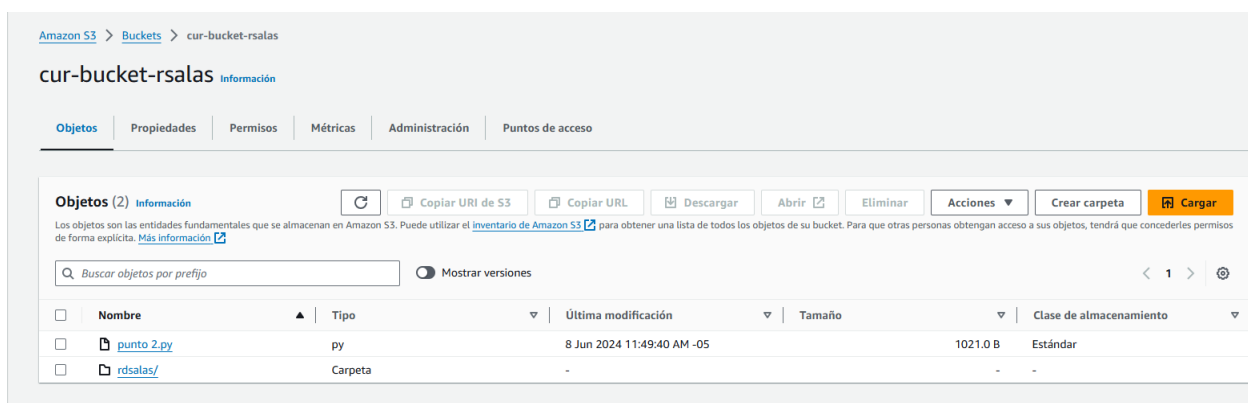 Amazon S3 > Buckets > cur-bucket-rsalas
cur-bucket-rsalas Información
Objetos Propiedades Permisos Métricas Administración Puntos de acceso
Objetos (2) Información Copiar URI de S3 Copiar URL Descargar Abrir Eliminar Acciones Crear carpeta Cargar
Los objetos son las entidades fundamentales que se almacenan en Amazon S3. Puede utilizar el inventario de Amazon S3 para obtener una lista de todos los objetos de su bucket. Para que otras personas obtengan acceso a sus objetos, tendrá que concederles permisos
de forma explícita. Más información
Buscar objetos por prefijo Mostrar versiones < 1 >
Nombre Tipo Última modificación Tamaño Clase de almacenamiento
punto 2.py py 8 Jun 2024 11:49:40 AM -05 1021.0 B Estándar
rdsalas/ Carpeta - - -